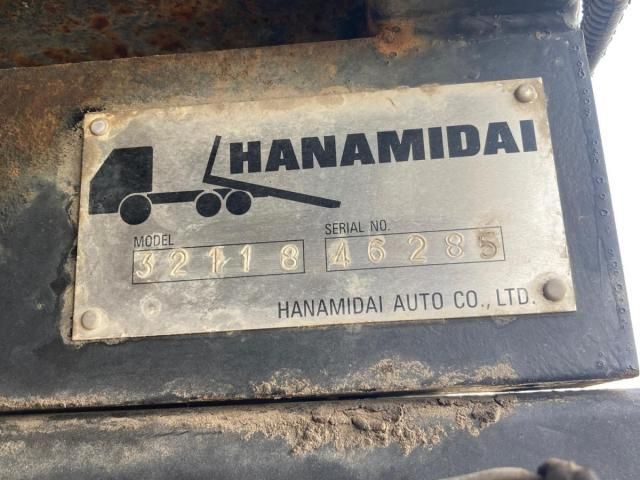 HANAMIDAI
MODEL SERIAL NO.
32118 46285
HANAMIDAI AUTO CO., LTD.